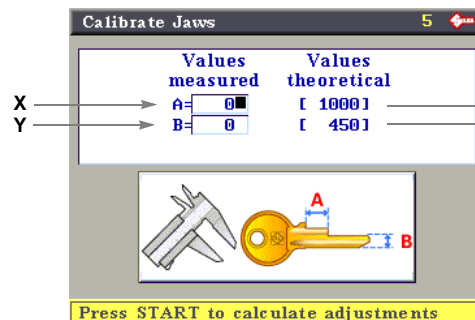 Calibrate Jaws 5
Values Values
measured theoretical
X A= 0 [ 1000]
Y B= 0 [ 450]
A
B
Press START to calculate adjustments